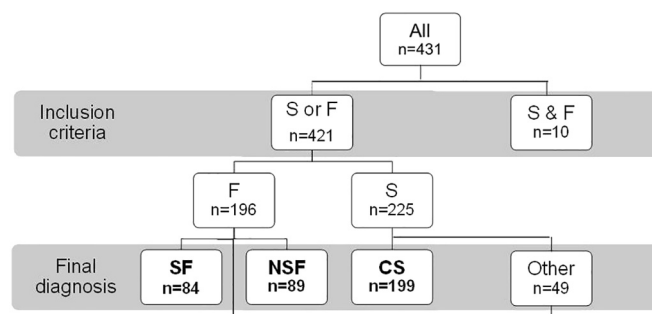 All
n=431
Inclusion
criteria
S or F
n=421
S & F
n=10
F
n=196
S
n=225
Final
diagnosis
SF
n=84
NSF
n=89
CS
n=199
Other
n=49